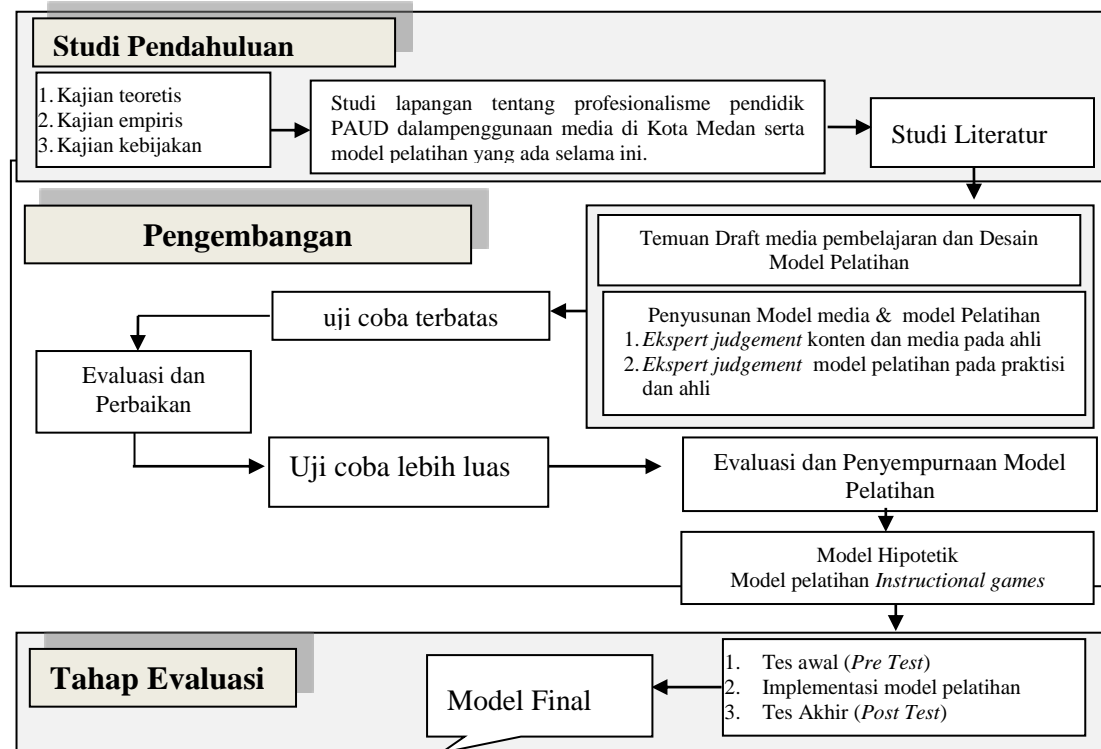 Studi Pendahuluan
1. Kajian teoretis
2. Kajian empiris
3. Kajian kebijakan
Studi lapangan tentang profesionalisme pendidik
PAUD dalampenggunaan media di Kota Medan serta
model pelatihan yang ada selama ini.
Studi Literatur
Pengembangan
Temuan Draft media pembelajaran dan Desain
Model Pelatihan
Penyusunan Model media & model Pelatihan
1. Ekspert judgement konten dan media pada ahli
2. Ekspert judgement model pelatihan pada praktisi
dan ahli
uji coba terbatas
Evaluasi dan
Perbaikan
Uji coba lebih luas
Evaluasi dan Penyempurnaan Model
Pelatihan
Model Hipotetik
Model pelatihan Instructional games
Tahap Evaluasi
1. Tes awal (Pre Test)
2. Implementasi model pelatihan
3. Tes Akhir (Post Test)
Model Final